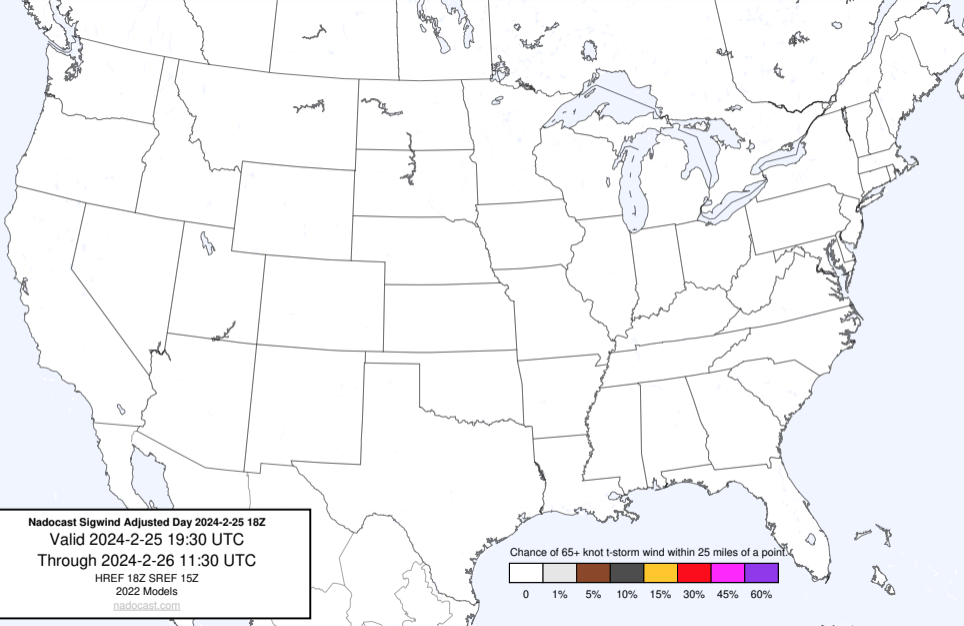 Nadocast Sigwind Adjusted Day 2024-2-25 18Z
Valid 2024-2-25 19:30 UTC
Through 2024-2-26 11:30 UTC
HREF 18Z SREF 15Z
2022 Models
nadocast.com
Chance of 65+ knot t-storm wind within 25 miles of a point.
0 1% 5% 10% 15% 30% 45% 60%